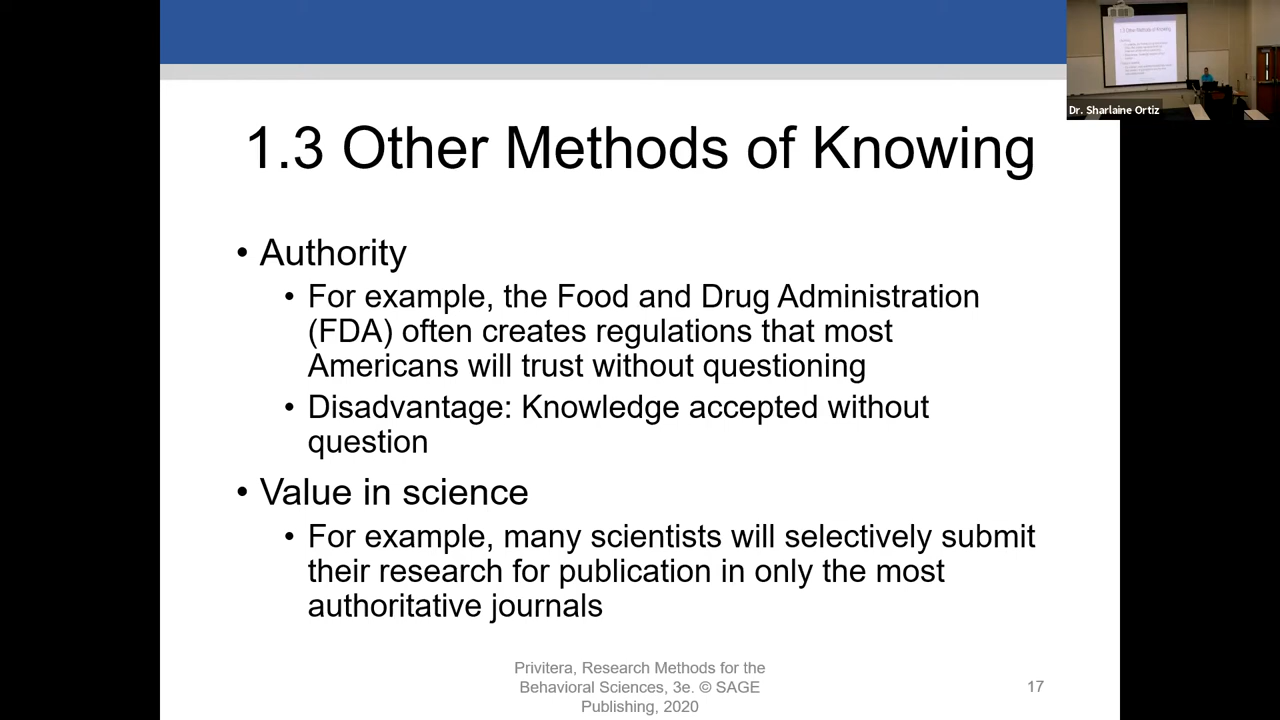 1.3 Other Methods of Knowing
Dr. Sharlaine Ortiz
• Authority
• For example, the Food and Drug Administration
(FDA) often creates regulations that most
Americans will trust without questioning
• Disadvantage: Knowledge accepted without
question
• Value in science
• For example, many scientists will selectively submit
their research for publication in only the most
authoritative journals
Privitera, Research Methods for the
Behavioral Sciences, 3e. © SAGE
Publishing, 2020
17